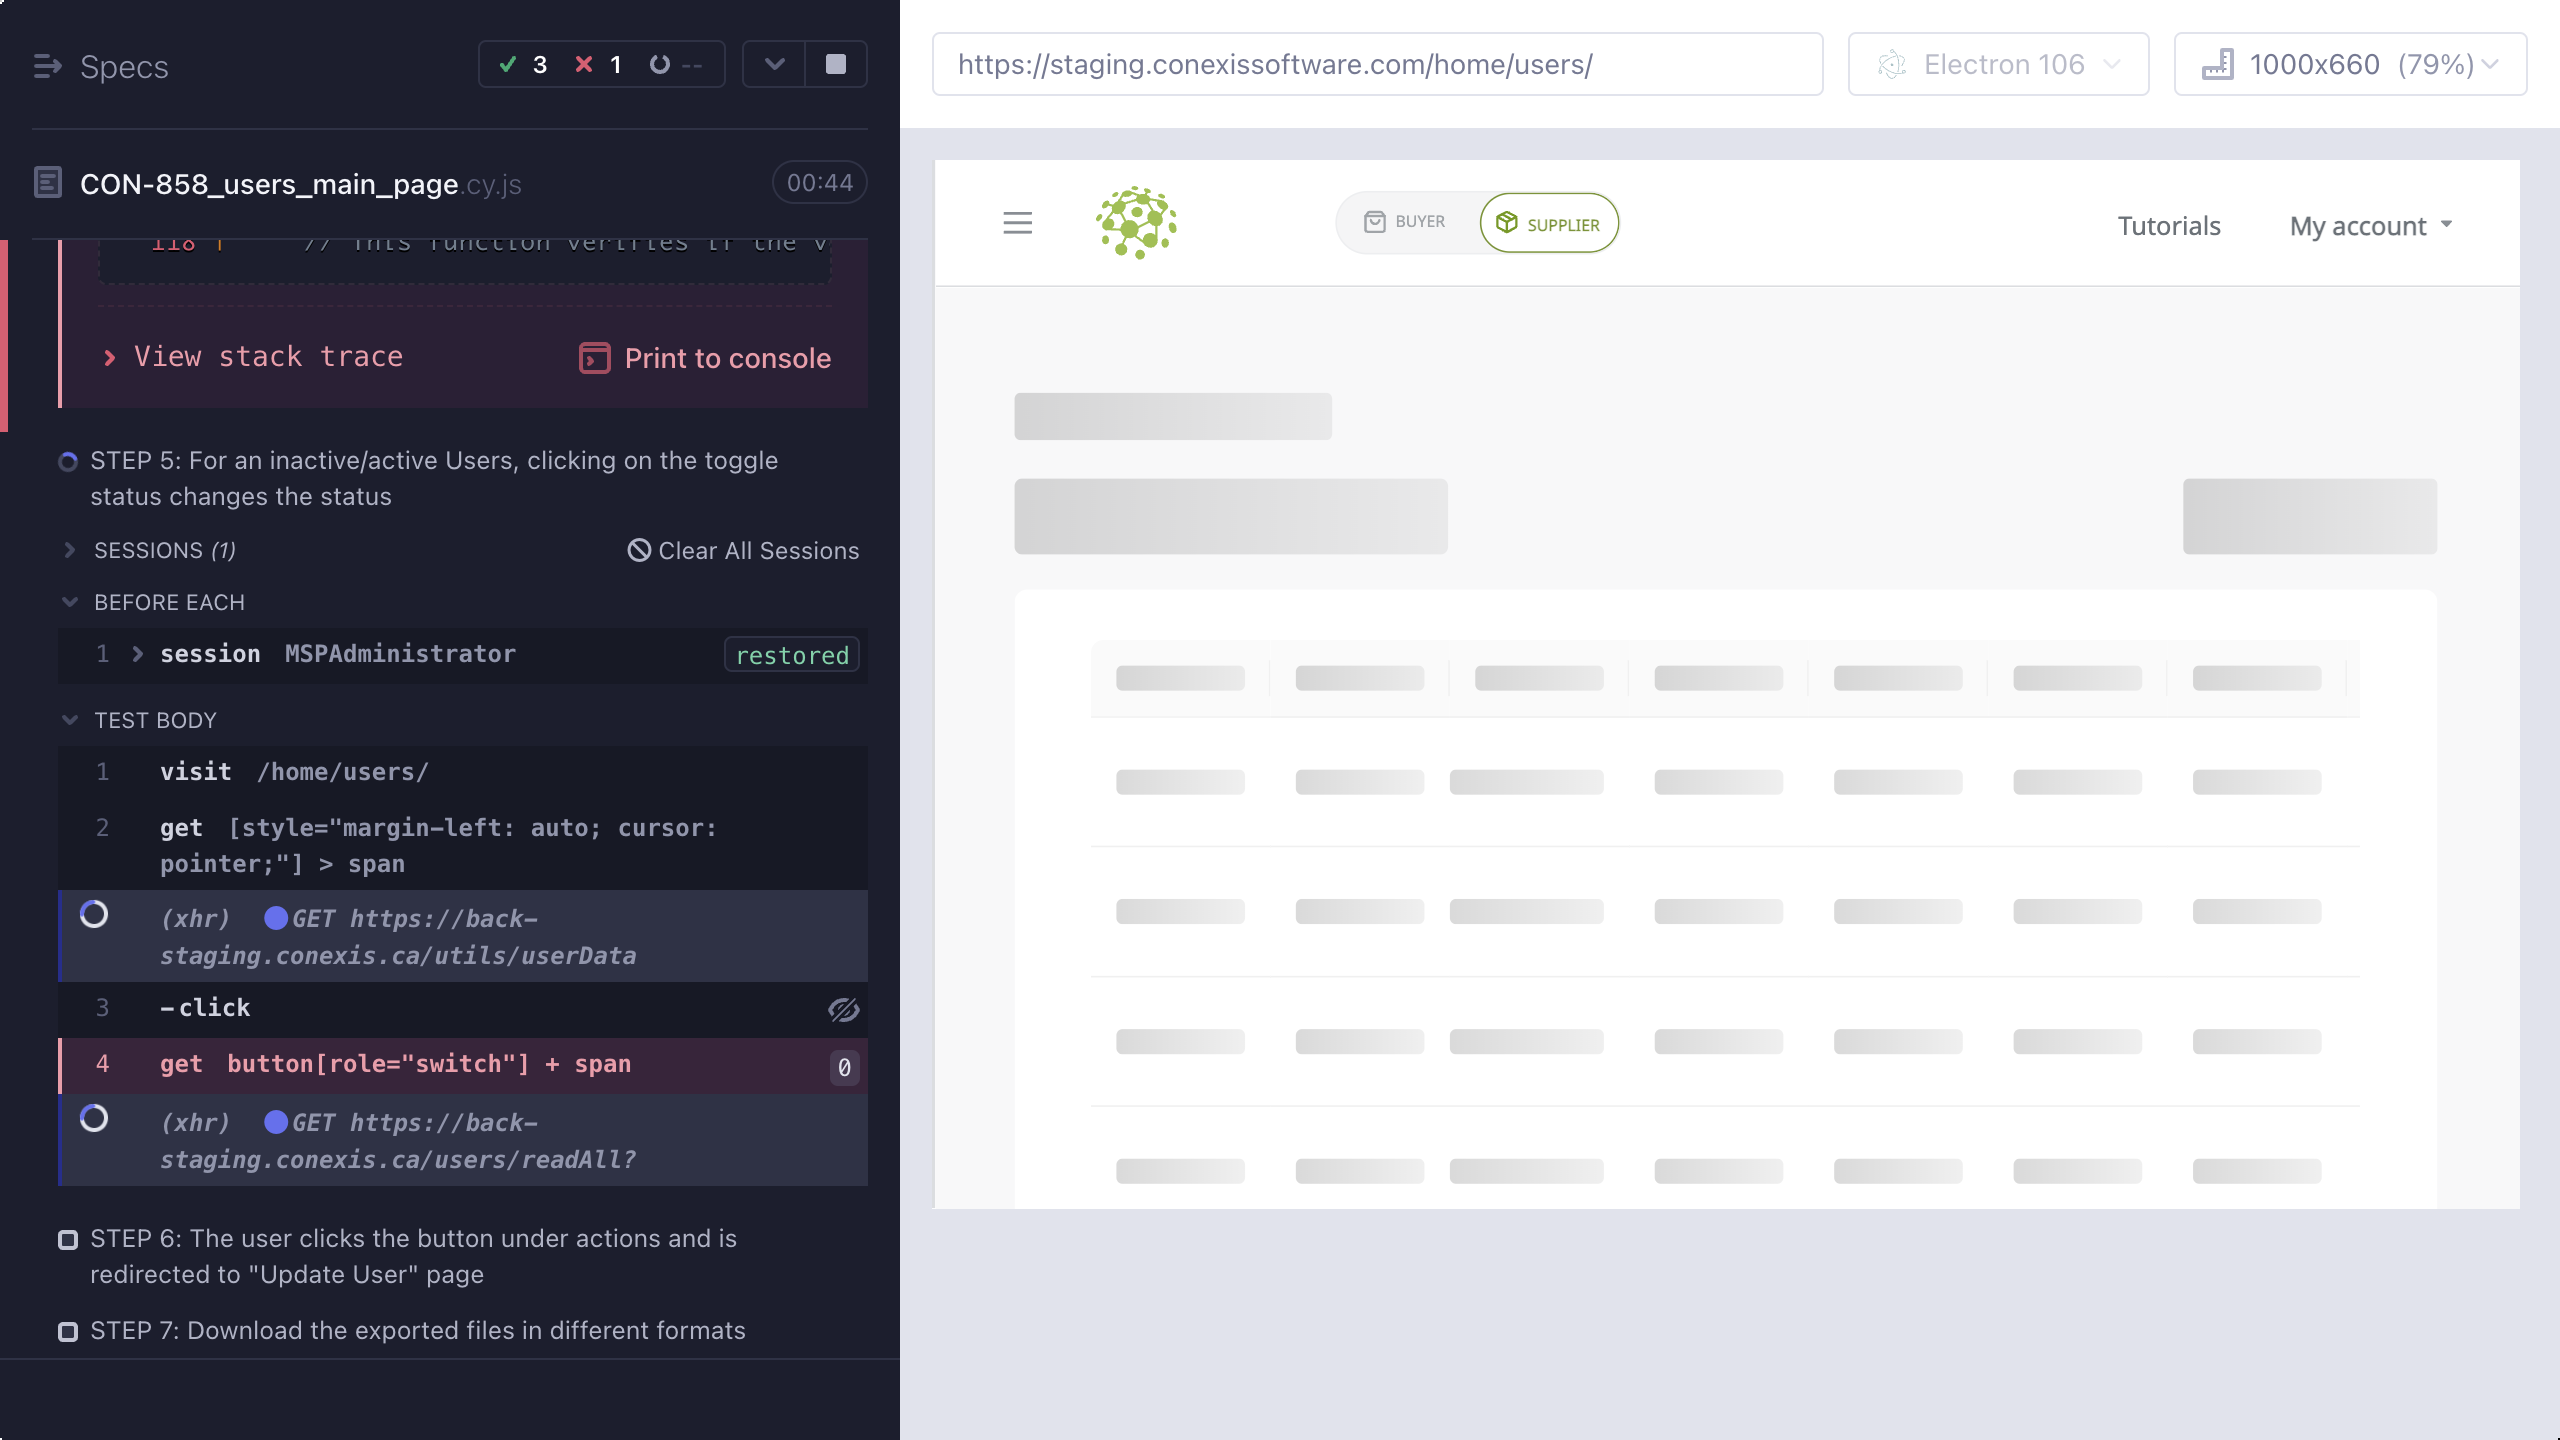 Specs
3 1 --
CON-858_users_main_page.cy.js
00:44
118 | // This function verifies if the v
View stack trace
Print to console
STEP 5: For an inactive/active Users, clicking on the toggle
status changes the status
SESSIONS (1)
Clear All Sessions
BEFORE EACH
1 session MSPAdministrator restored
TEST BODY
1 visit /home/users/
2 get [style="margin-left: auto; cursor:
pointer;"] > span
(xhr) GET https://back-
staging.conexis.ca/utils/userData
3 -click
4 get button[role="switch"] + span 0
(xhr) GET https://back-
staging.conexis.ca/users/readAll?
STEP 6: The user clicks the button under actions and is
redirected to "Update User" page
STEP 7: Download the exported files in different formats
https://staging.conexissoftware.com/home/users/
Electron 106
1000x660 (79%)
BUYER
SUPPLIER
Tutorials
My account